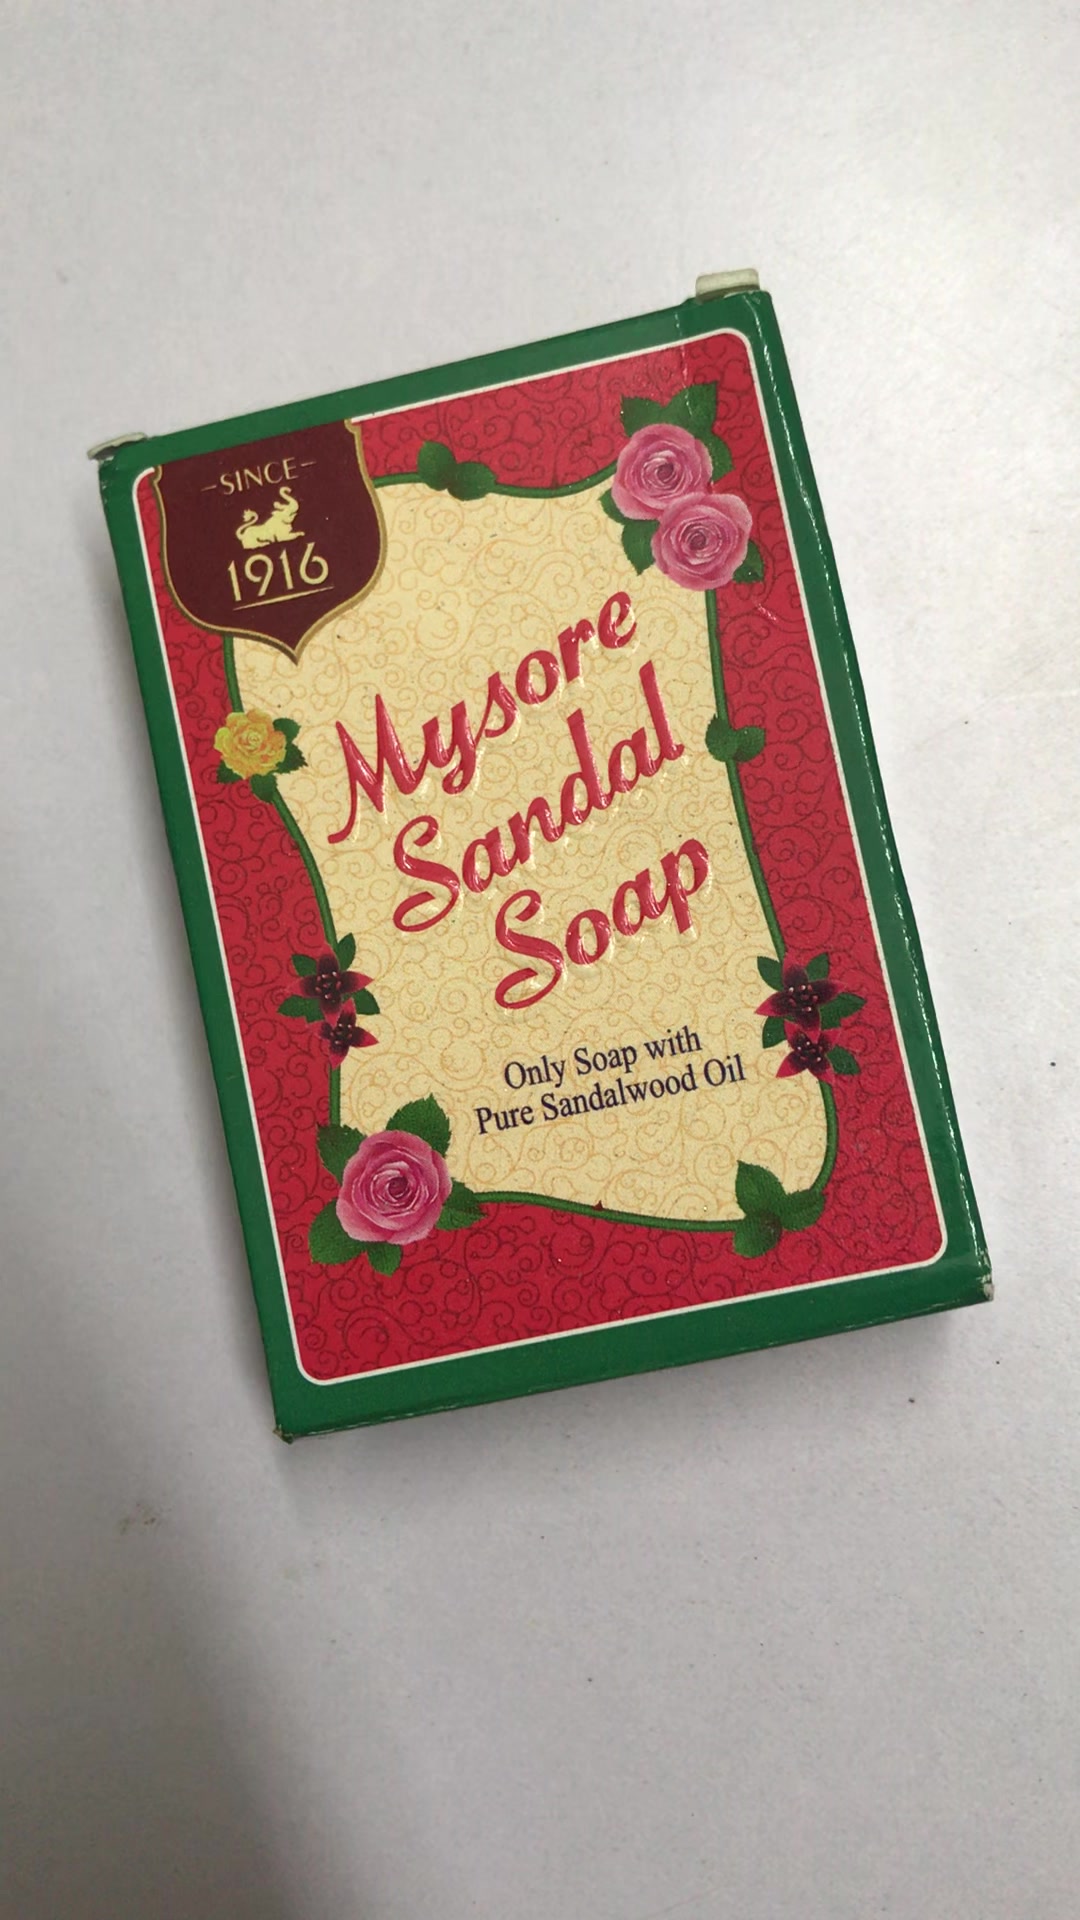 -SINCE-
1916
Mysore
Sandal
Soap
Only Soap with
Pure Sandalwood Oil